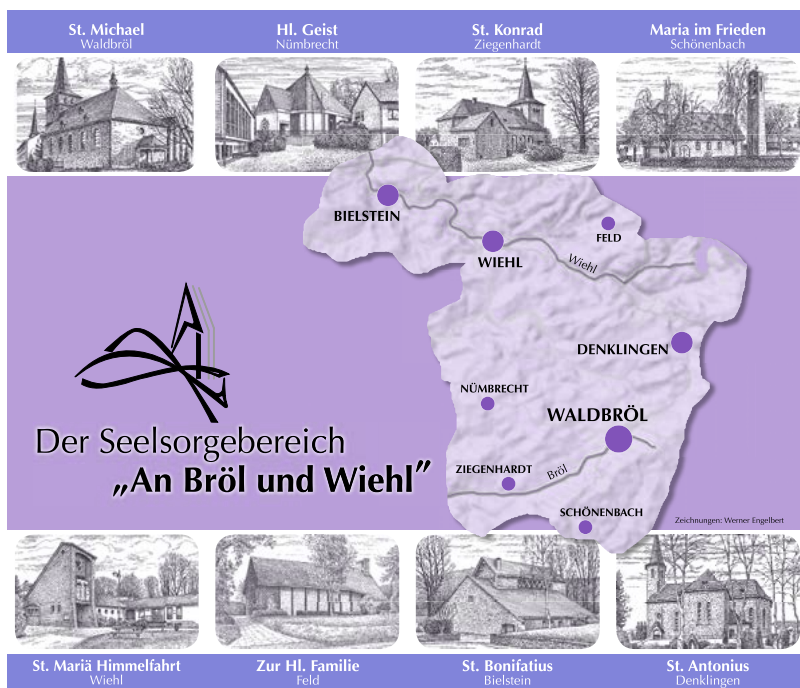 St. Michael
Waldbröl
Hl. Geist
Nümbrecht
St. Konrad
Ziegenhardt
Maria im Frieden
Schönenbach
BIELSTEIN
WIEHL
FELD
Wiehl
DENKLINGEN
NÜMBRECHT
WALDBRÖL
ZIEGENHARDT
Bröl
SCHÖNENBACH
Der Seelsorgebereich
„An Bröl und Wiehl”
Zeichnungen: Werner Engelbert
St. Mariä Himmelfahrt
Wiehl
Zur Hl. Familie
Feld
St. Bonifatius
Bielstein
St. Antonius
Denklingen